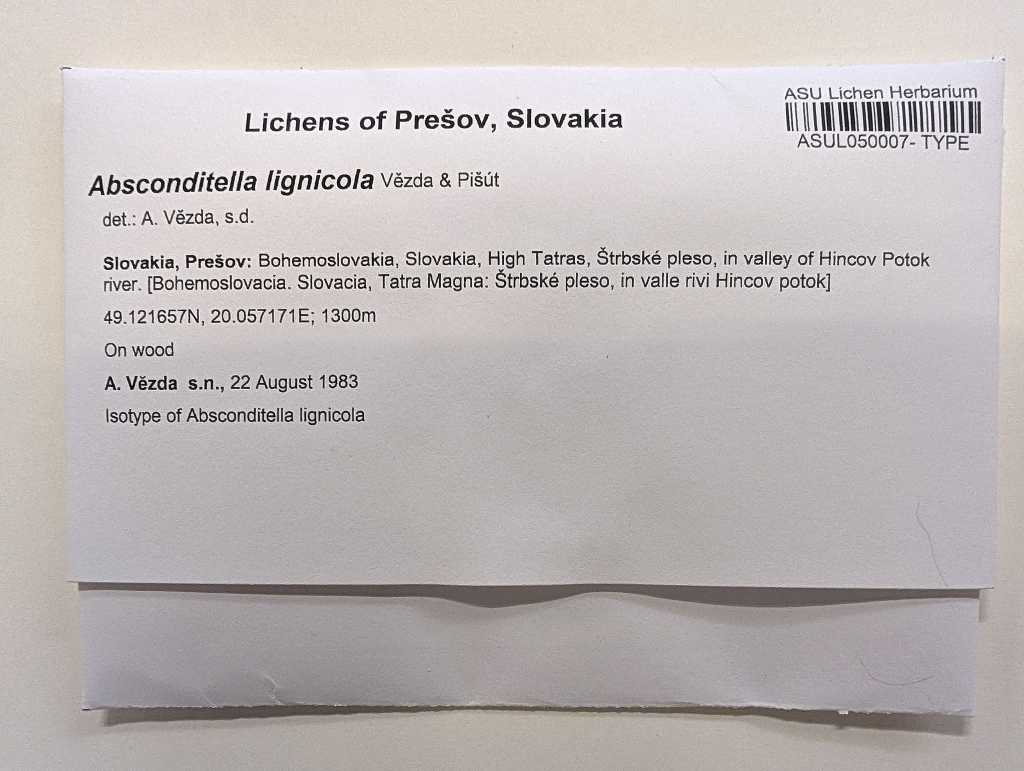 ASU Lichen Herbarium
ASUL050007- TYPE
Lichens of Prešov, Slovakia
Absconditella lignicola Vězda & Pišút
det.: A. Vězda, s.d.
Slovakia, Prešov: Bohemoslovakia, Slovakia, High Tatras, Štrbské pleso, in valley of Hincov Potok
river. [Bohemoslovacia. Slovacia, Tatra Magna: Štrbské pleso, in valle rivi Hincov potok]
49.121657N, 20.057171E; 1300m
On wood
A. Vězda s.n., 22 August 1983
Isotype of Absconditella lignicola